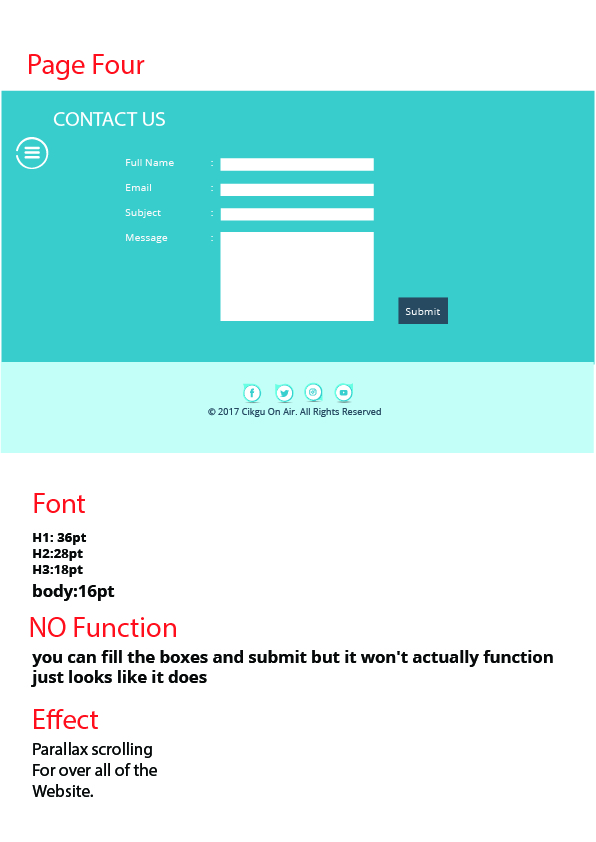 Page Four
CONTACT US
Full Name :
Email :
Subject :
Message :
Submit
© 2017 Cikgu On Air. All Rights Reserved
Font
H1: 36pt
H2:28pt
H3:18pt
body:16pt
NO Function
you can fill the boxes and submit but it won't actually function
just looks like it does
Effect
Parallax scrolling
For over all of the
Website.